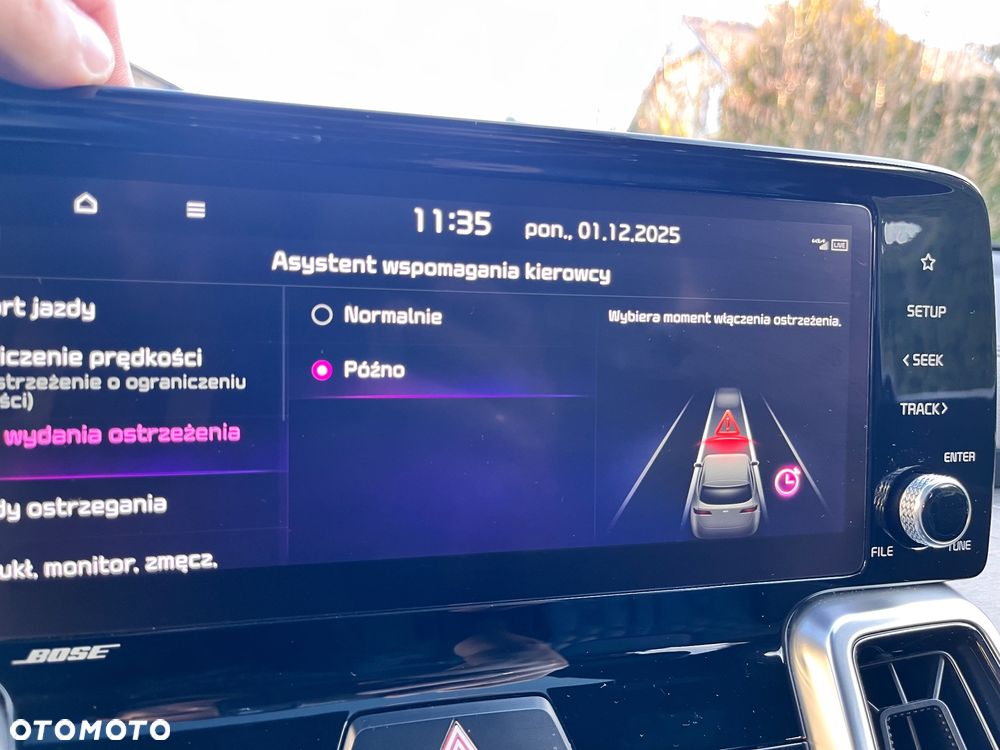 11:35 pon., 01.12.2025
LIVE
Asystent wspomagania kierowcy
rt jazdy
iczenie prędkości
strzeżenie o ograniczeniu
ści)
wydania ostrzeżenia
dy ostrzegania
ukł. monitor. zmęcz.
Normalnie
Późno
Wybiera moment włączenia ostrzeżenia.
SETUP
< SEEK
TRACK >
ENTER
FILE
TUNE
BOSE
OTOMOTO